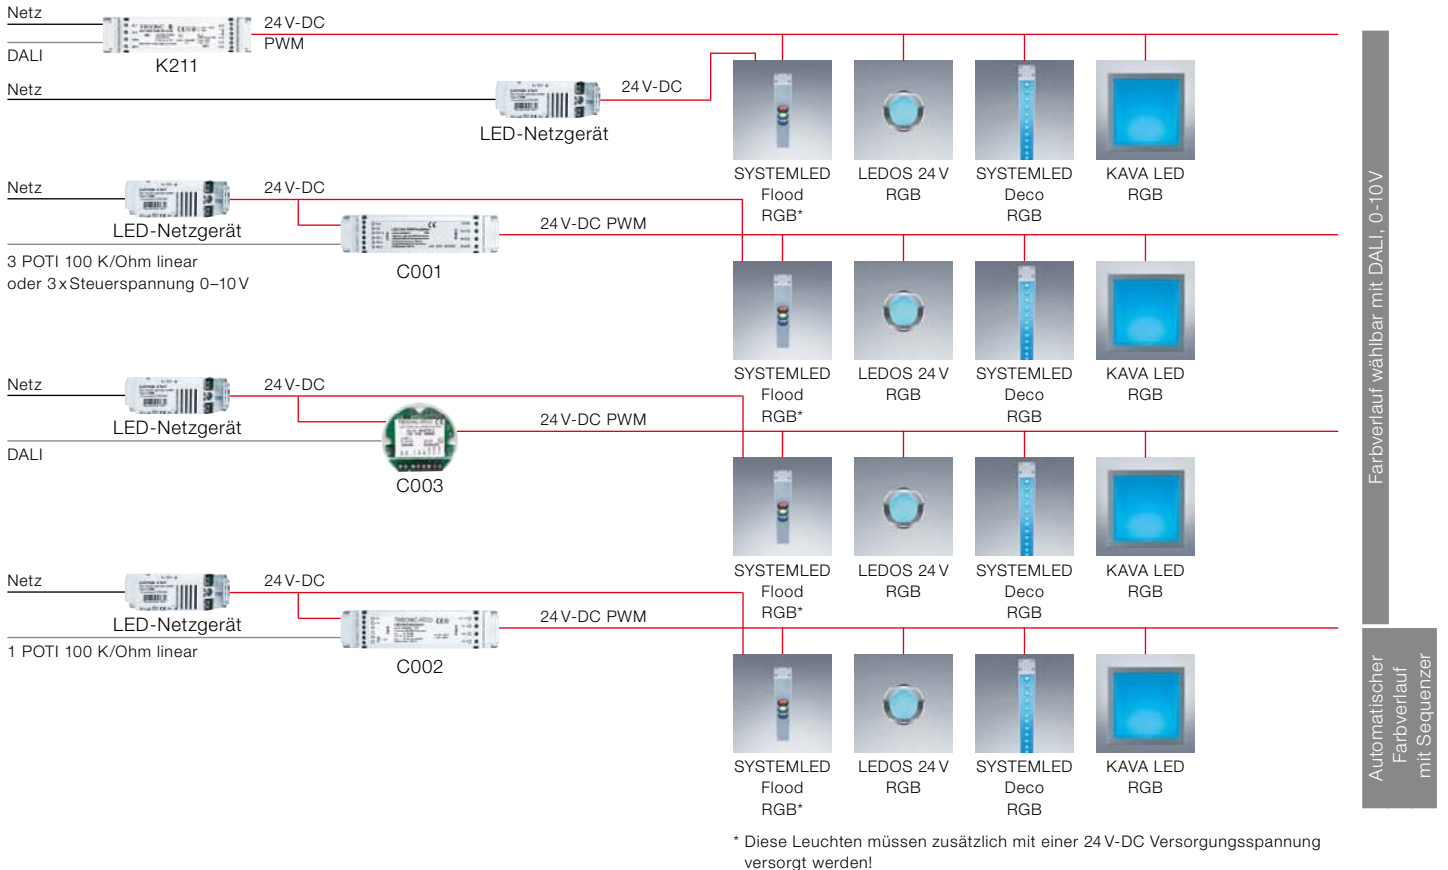 Netz
24 V-DC
PWM
DALI
K211
Netz
24 V-DC
LED-Netzgerät
SYSTEMLED
Flood
RGB*
LEDOS 24 V
RGB
SYSTEMLED
Deco
RGB
KAVA LED
RGB
Netz
24 V-DC
LED-Netzgerät
24 V-DC PWM
3 POTI 100 K/Ohm linear
oder 3 x Steuerspannung 0–10 V
C001
SYSTEMLED
Flood
RGB*
LEDOS 24 V
RGB
SYSTEMLED
Deco
RGB
KAVA LED
RGB
Netz
24 V-DC
LED-Netzgerät
24 V-DC PWM
DALI
C003
SYSTEMLED
Flood
RGB*
LEDOS 24 V
RGB
SYSTEMLED
Deco
RGB
KAVA LED
RGB
Netz
24 V-DC
LED-Netzgerät
24 V-DC PWM
1 POTI 100 K/Ohm linear
C002
SYSTEMLED
Flood
RGB*
LEDOS 24 V
RGB
SYSTEMLED
Deco
RGB
KAVA LED
RGB
Farbverlauf wählbar mit DALI, 0-10 V
Automatischer
Farbverlauf
mit Sequenzer
* Diese Leuchten müssen zusätzlich mit einer 24 V-DC Versorgungsspannung
versorgt werden!